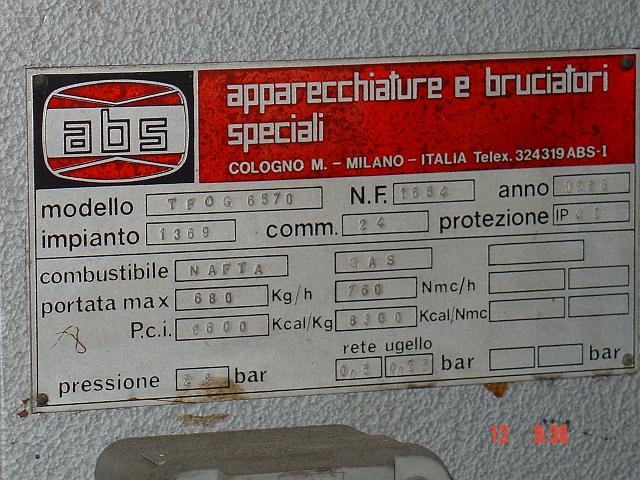 abs
apparecchiature e bruciatori
speciali
COLOGNO M. - MILANO - ITALIA Telex. 324319 ABS-I
modello TFOG 6570 N.F. 1654 anno
impianto 1369 comm. 24 protezione IP
combustibile NAFTA GAS
portata max 680 Kg/h 760 Nmc/h
P.c.i. 9600 Kcal/Kg 8300 Kcal/Nmc
rete ugello
pressione bar bar bar
13 9:36